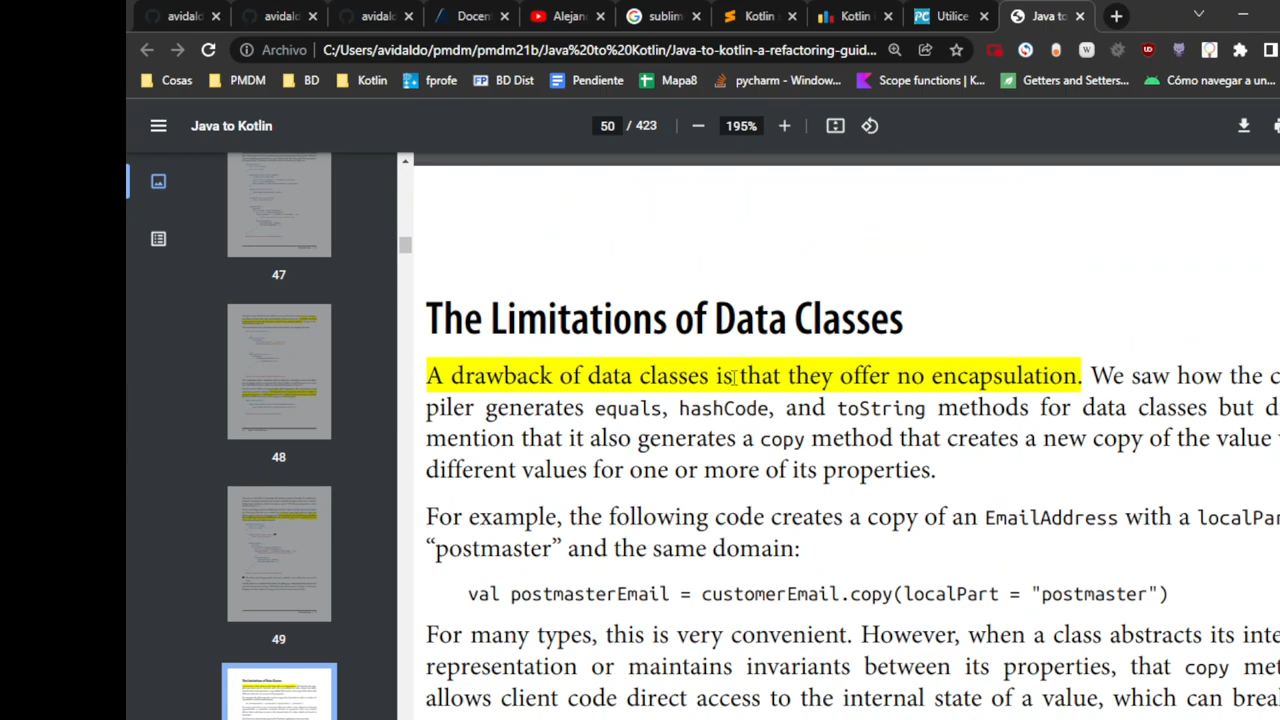 avidaldo
avidaldo
avidaldo
Docent
Alejan
sublim
Kotlin
Kotlin
Utilice
Java to
Archivo
C:/Users/avidaldo/pmdm/pmdm21b/Java%20to%20Kotlin/Java-to-kotlin-a-refactoring-guid...
Cosas
PMDM
BD
Kotlin
fprofe
BD Dist
Pendiente
Mapa8
pycharm - Window...
Scope functions | K...
Getters and Setters...
Cómo navegar a un...
Java to Kotlin
50 / 423
195%
47
48
49
The Limitations of Data Classes
A drawback of data classes is that they offer no encapsulation. We saw how the c
piler generates equals, hashCode, and toString methods for data classes but d
mention that it also generates a copy method that creates a new copy of the value
different values for one or more of its properties.
For example, the following code creates a copy of an EmailAddress with a localPar
“postmaster” and the same domain:
val postmasterEmail = customerEmail.copy(localPart = "postmaster")
For many types, this is very convenient. However, when a class abstracts its inte
representation or maintains invariants between its properties, that copy met
allows client code direct access to the internal state of a value, which can brea